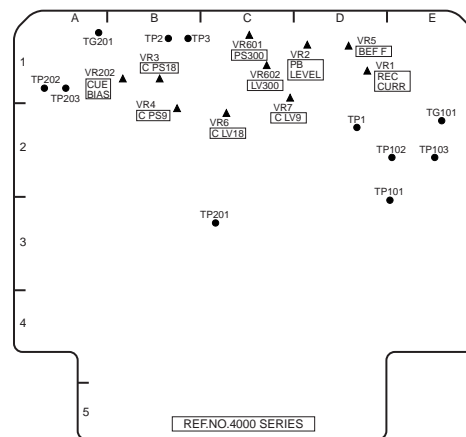 A B C D E
1
2
3
4
5
TG201
TP2 TP3
VR601
PS300
VR5
BEF F
VR3
C PS18
VR2
PB
LEVEL
VR1
REC
CURR
TP202
TP203
VR202
CUE
BIAS
VR602
LV300
VR4
C PS9
VR6
C LV18
VR7
C LV9
TP1
TG101
TP102
TP103
TP101
TP201
REF.NO.4000 SERIES